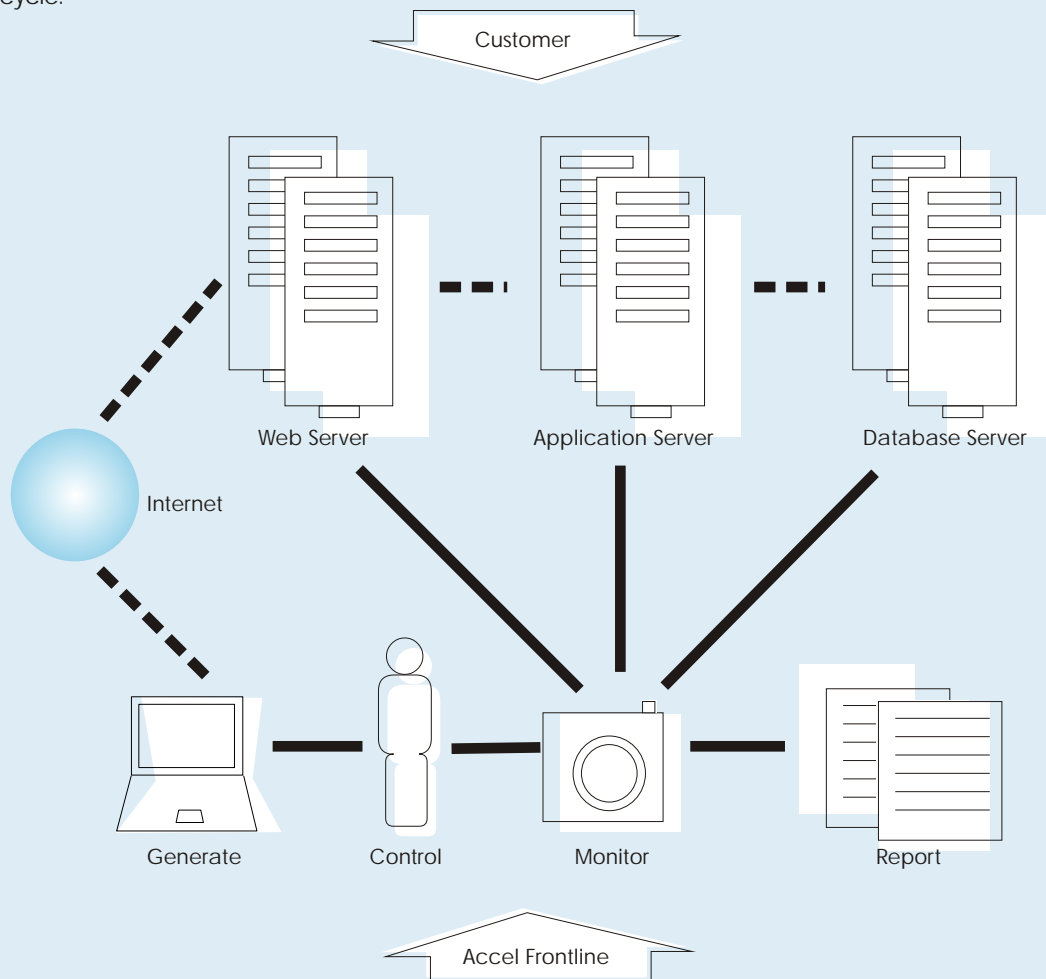 cycle.
Customer
Web Server
Application Server
Database Server
Internet
Generate
Control
Monitor
Report
Accel Frontline